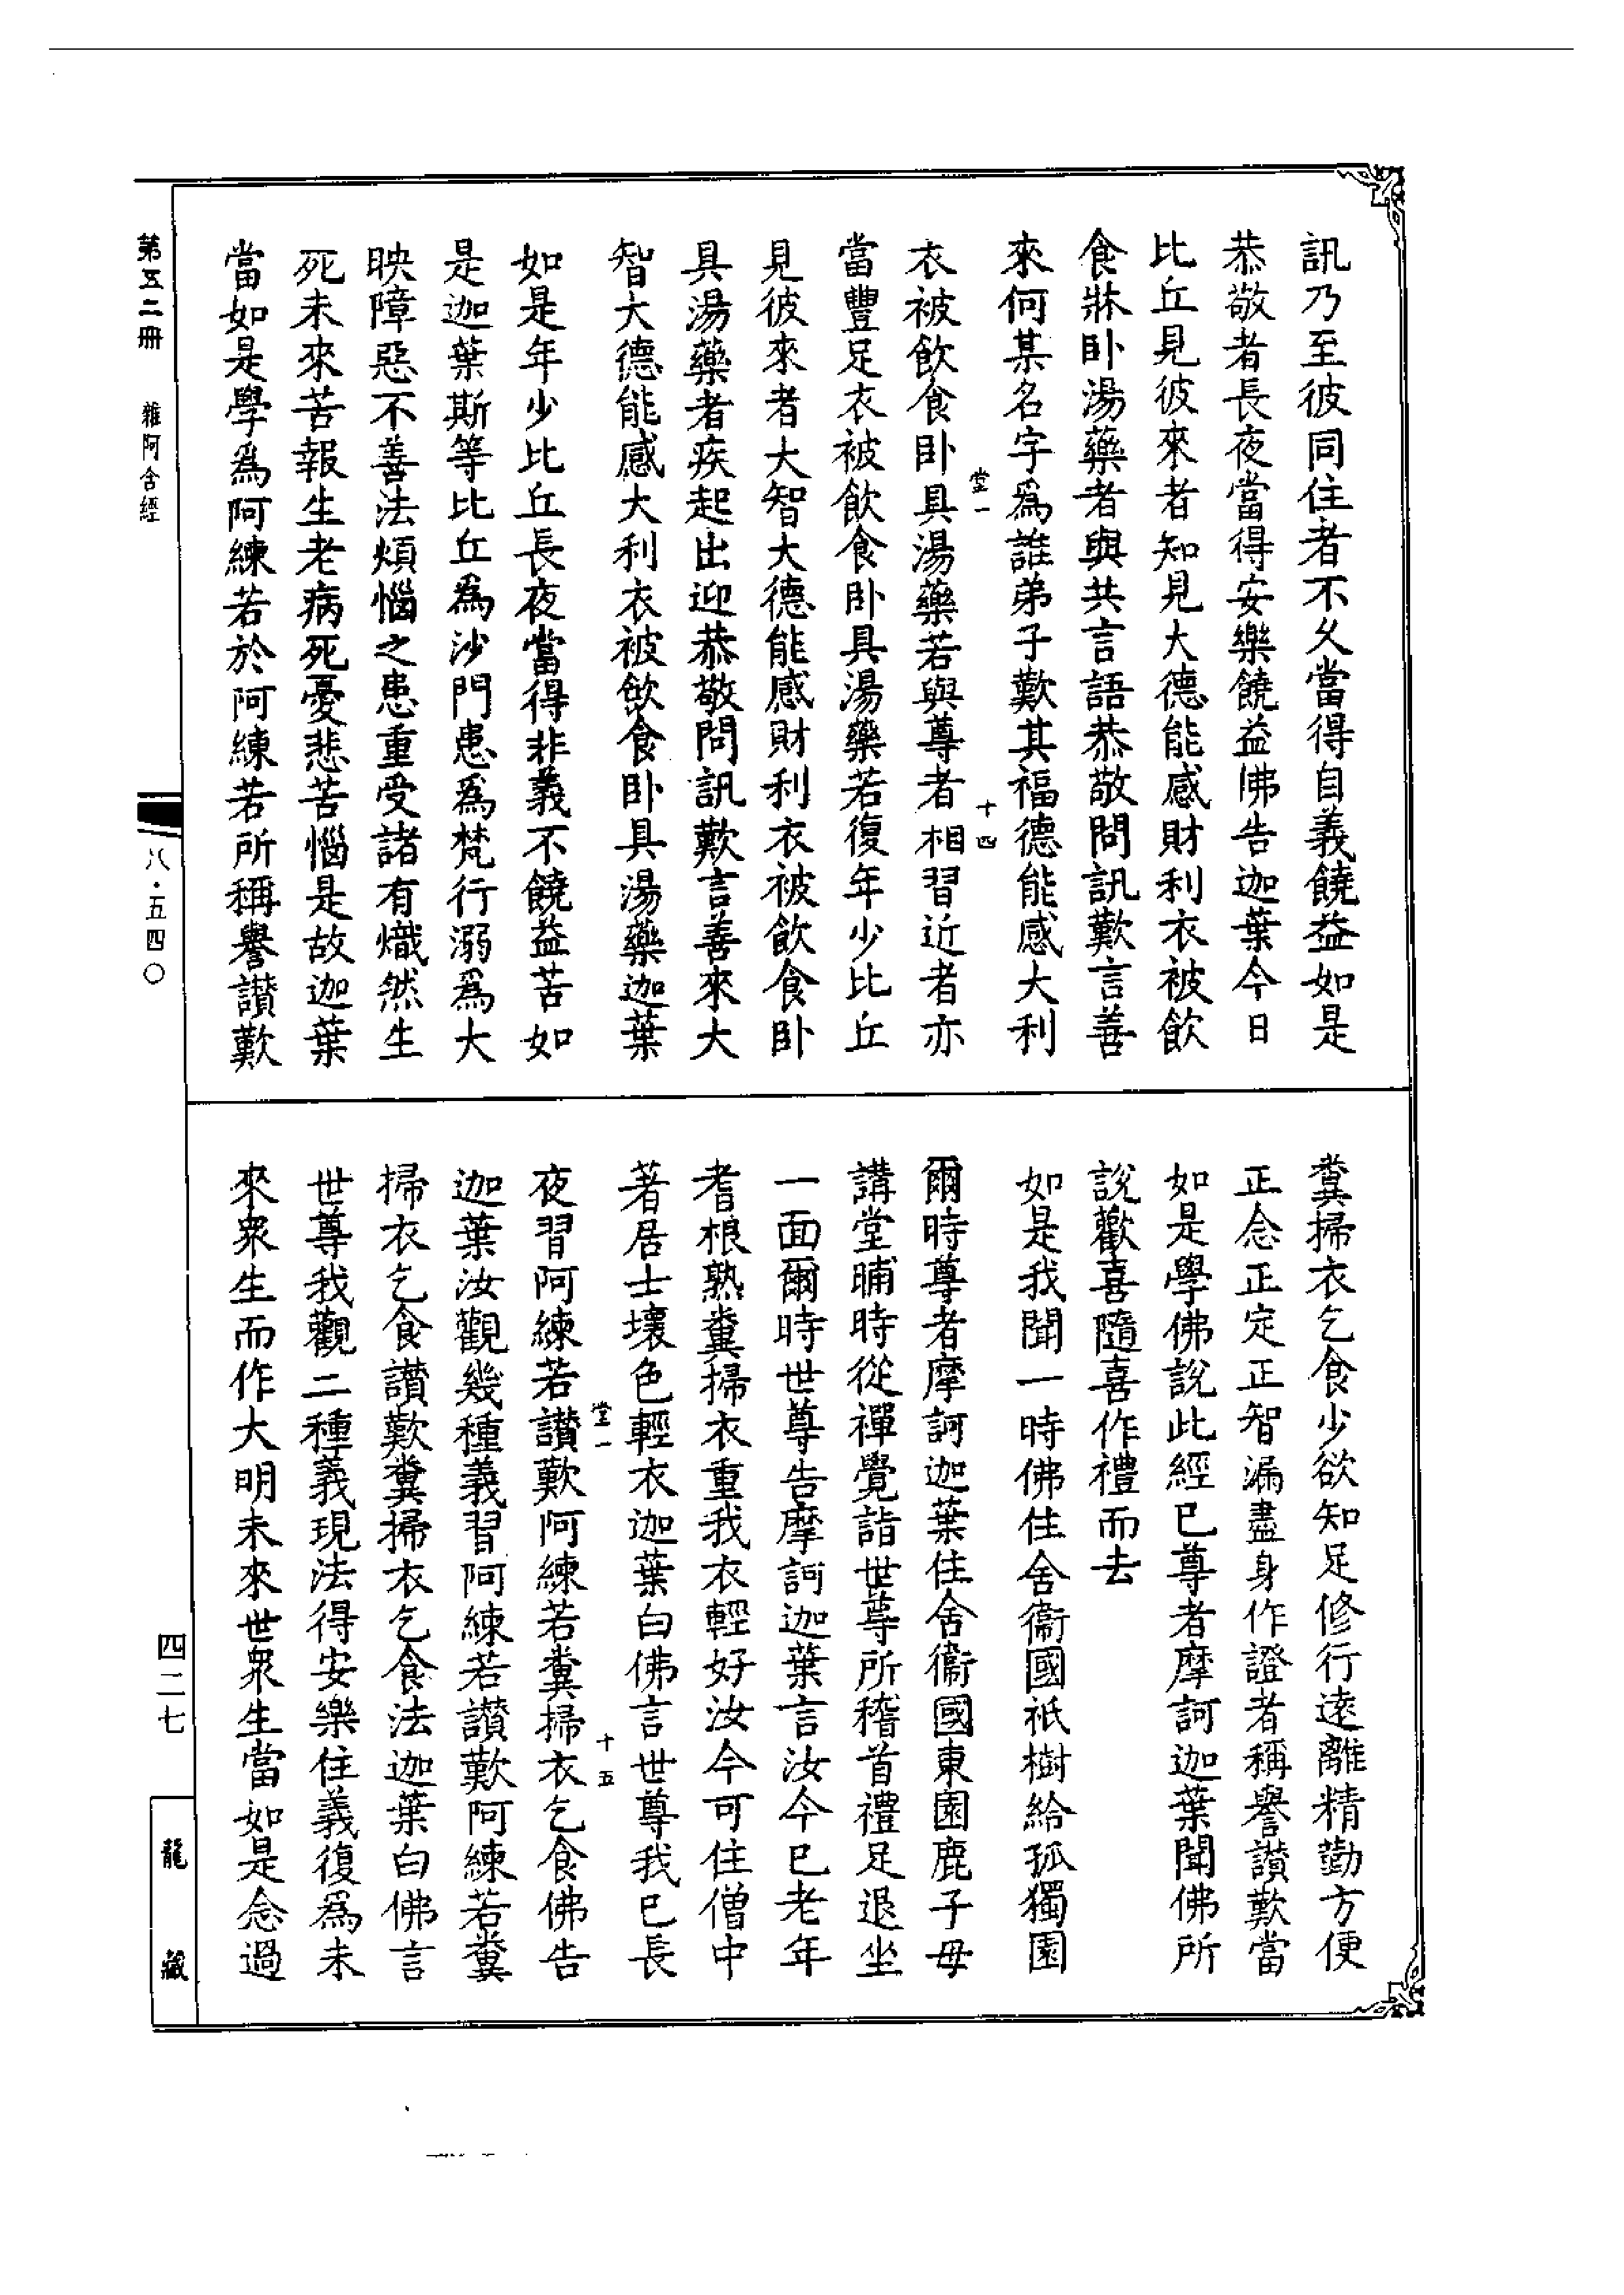 訊乃至彼同住者不久當得自義饒益如是
恭敬者長夜當得安樂饒益佛告迦葉今日
比丘見彼來者知見大德能感財利衣被飲
食牀卧湯藥者與共言語恭敬問訊歎言善
來何某名字爲誰弟子歎其福德能感大利
堂一
十四
衣被飲食卧具湯藥若與尊者相習近者亦
當豐足衣被飲食卧具湯藥若復年少比丘
見彼來者大智大德能感財利衣被飲食卧
具湯藥者疾起出迎恭敬問訊歎言善來大
智大德能感大利衣被飲食卧具湯藥迦葉
如是年少比丘長夜當得非義不饒益苦如
是迦葉斯等比丘爲沙門患爲梵行溺爲大
映障惡不善法煩惱之患重受諸有熾然生
死未來苦報生老病死憂悲苦惱是故迦葉
當如是學爲阿練若於阿練若所稱譽讃歎
糞掃衣乞食少欲知足修行遠離精勤方便
正念正定正智漏盡身作證者稱譽讃歎當
如是學佛說此經已尊者摩訶迦葉聞佛所
說歡喜隨喜作禮而去
如是我聞一時佛住舍衞國祇樹給孤獨園
爾時尊者摩訶迦葉住舍衞國東園鹿子母
講堂晡時從禪覺詣世尊所稽首禮足退坐
一面爾時世尊告摩訶迦葉言汝今已老年
耆根熟糞掃衣重我衣輕好汝今可住僧中
著居士壞色輕衣迦葉白佛言世尊我已長
堂一
十五
夜習阿練若讃歎阿練若糞掃衣乞食佛告
迦葉汝觀幾種義習阿練若讃歎阿練若糞
掃衣乞食讃歎糞掃衣乞食法迦葉白佛言
世尊我觀二種義現法得安樂住義復爲未
來衆生而作大明未來世衆生當如是念過
第五二冊
雜阿含經
八·五四〇
四二七
龍藏